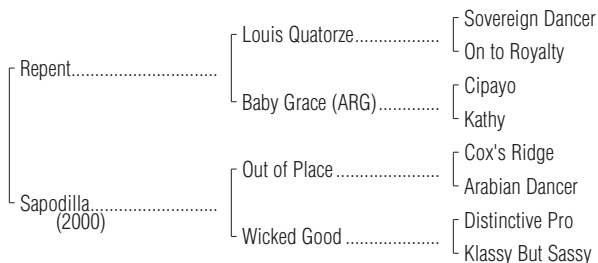 Sovereign Dancer
Louis Quatorze..................
On to Royalty
Repent...............................
Cipayo
Baby Grace (ARG).............
Kathy
Cox's Ridge
Out of Place......................
Arabian Dancer
Sapodilla...........................
(2000)
Distinctive Pro
Wicked Good....................
Klassy But Sassy